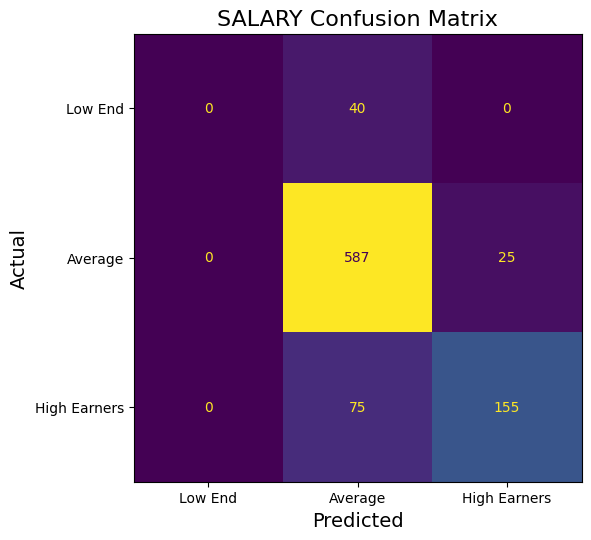 SALARY Confusion Matrix
Actual
Low End 0 40 0
Average 0 587 25
High Earners 0 75 155
Low End Average High Earners
Predicted